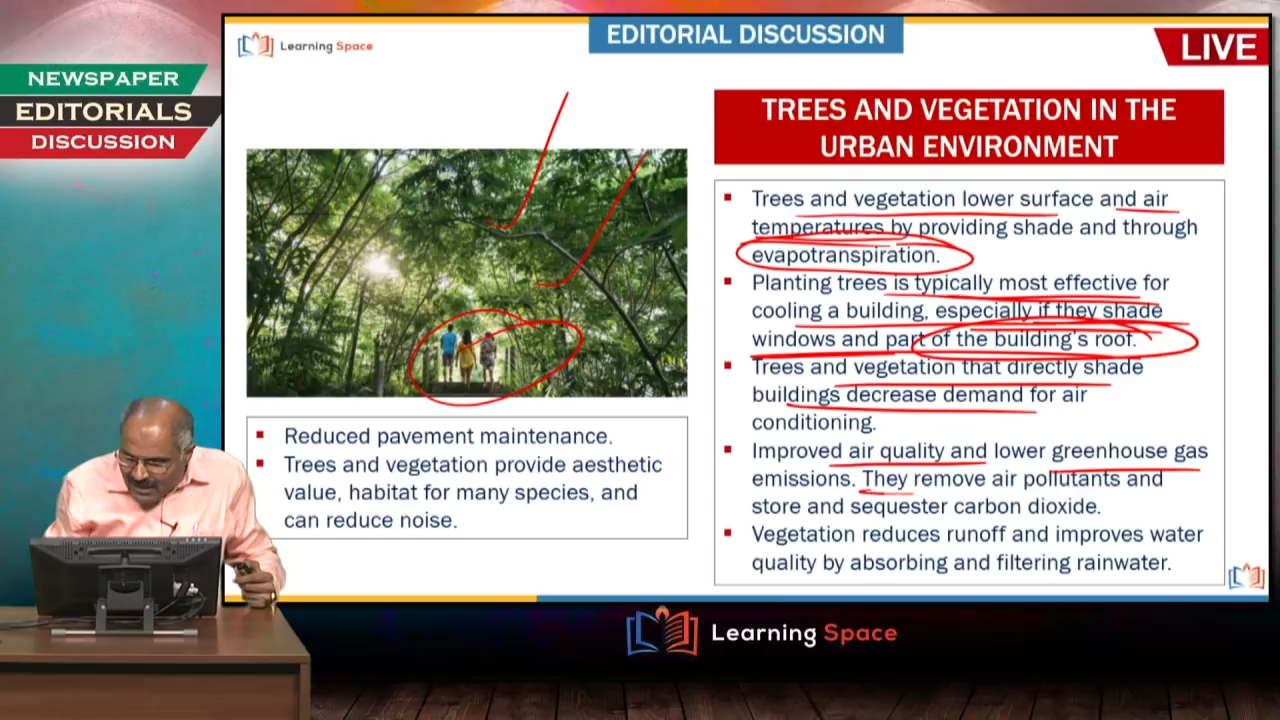 NEWSPAPER
EDITORIALS
DISCUSSION
Learning Space
EDITORIAL DISCUSSION
LIVE
Reduced pavement maintenance.
Trees and vegetation provide aesthetic
value, habitat for many species, and
can reduce noise.
TREES AND VEGETATION IN THE
URBAN ENVIRONMENT
Trees and vegetation lower surface and air
temperatures by providing shade and through
evapotranspiration.
Planting trees is typically most effective for
cooling a building, especially if they shade
windows and part of the building's roof.
Trees and vegetation that directly shade
buildings decrease demand for air
conditioning.
Improved air quality and lower greenhouse gas
emissions. They remove air pollutants and
store and sequester carbon dioxide.
Vegetation reduces runoff and improves water
quality by absorbing and filtering rainwater.
Learning Space